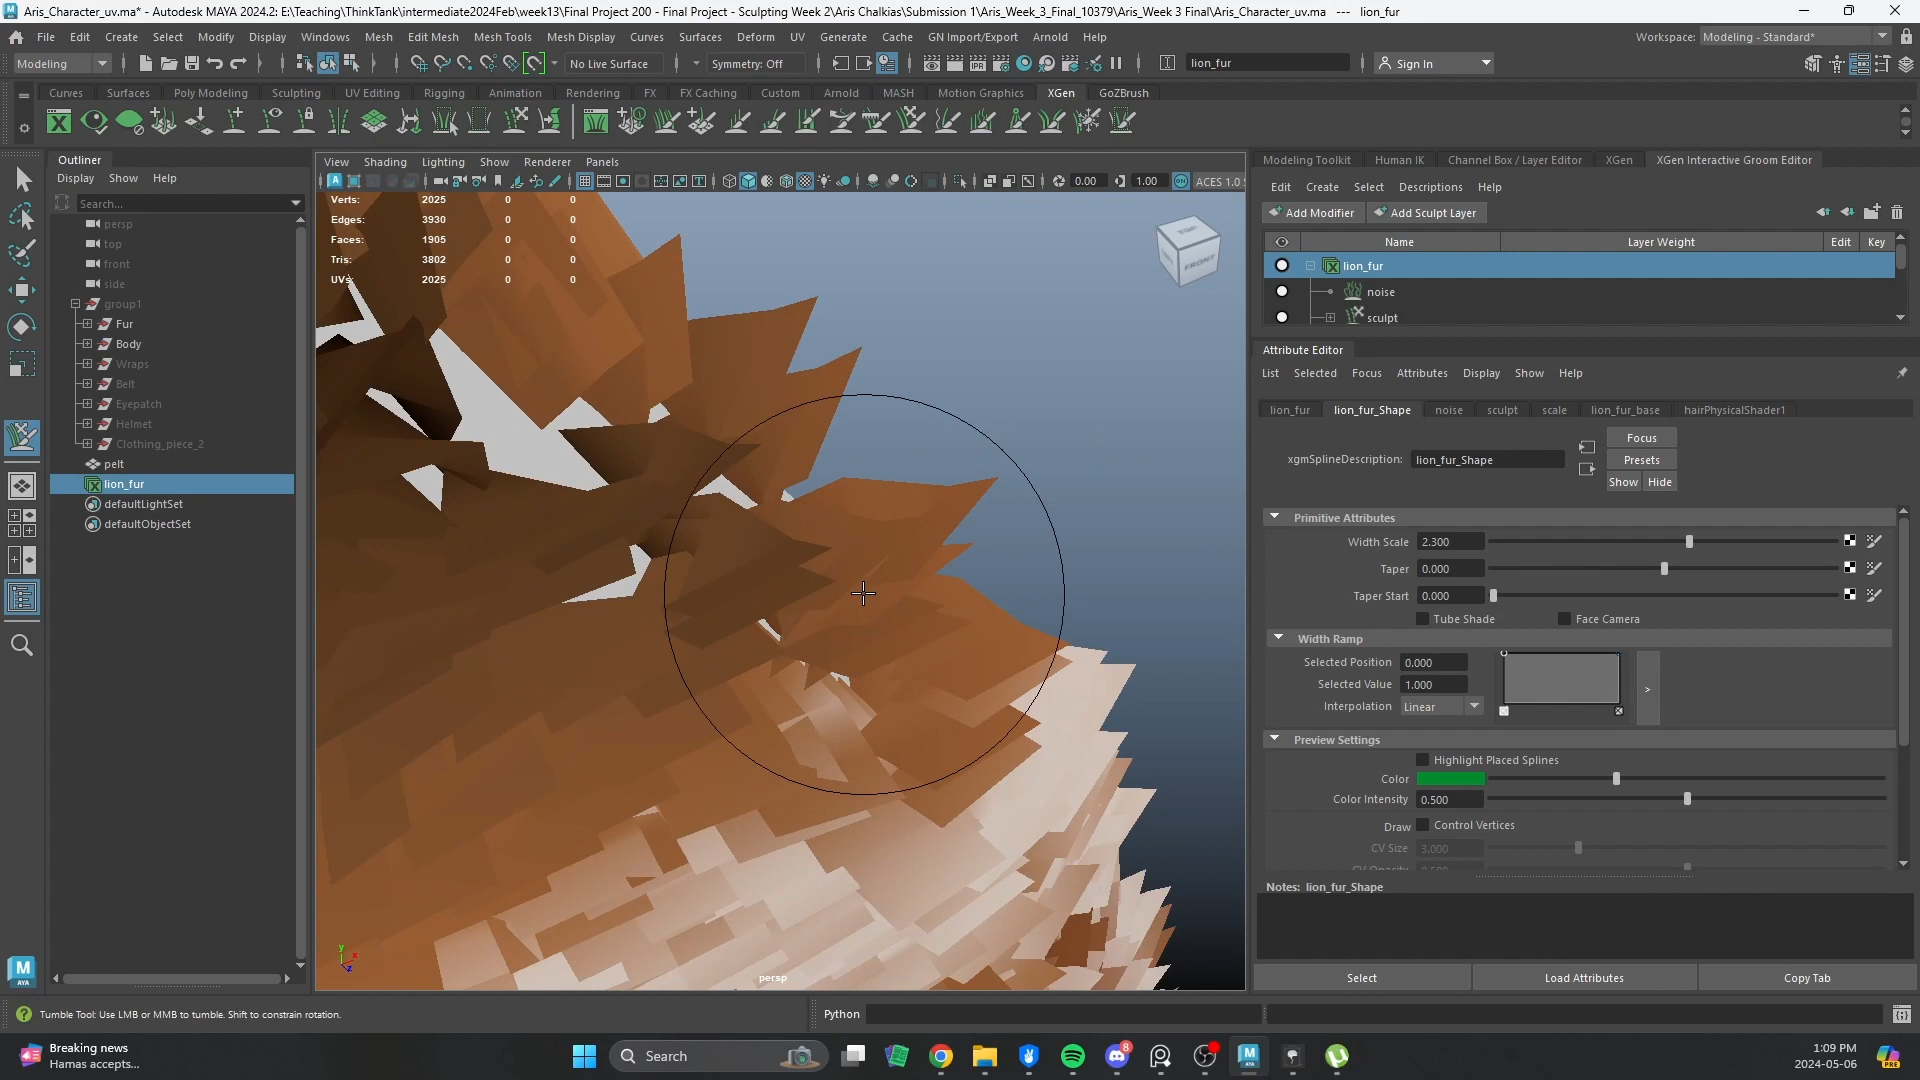 Aris_Character_uv.ma* - Autodesk MAYA 2024.2: E:\Teaching\ThinkTank\intermediate2024Feb\week13\Final Project 200 - Final Project - Sculpting Week 2\Aris Chalkias\Submission 1\Aris_Week_3_Final_10379\Aris_Week 3 Final\Aris_Character_uv.ma --- lion_fur
File Edit Create Select Modify Display Windows Mesh Edit Mesh Mesh Tools Mesh Display Curves Surfaces Deform UV Generate Cache GN Import/Export Arnold Help Workspace: Modeling - Standard*
Modeling No Live Surface Symmetry: Off lion_fur Sign In
Curves Surfaces Poly Modeling Sculpting UV Editing Rigging Animation Rendering FX FX Caching Custom Arnold MASH Motion Graphics XGen GoZBrush
Outliner
Display Show Help
Search...
persp
top
front
side
group1
Fur
Body
Wraps
Belt
Eyepatch
Helmet
Clothing_piece_2
pelt
lion_fur
defaultLightSet
defaultObjectSet
View Shading Lighting Show Renderer Panels
0.00 1.00 ACES 1.0
Verts: 2025 0 0
Edges: 3930 0 0
Faces: 1905 0 0
Tris: 3802 0 0
UVs 2025 0 0
TOP
FRONT
persp
y
x
z
Modeling Toolkit Human IK Channel Box / Layer Editor XGen XGen Interactive Groom Editor
Edit Create Select Descriptions Help
Add Modifier Add Sculpt Layer
Name Layer Weight Edit Key
lion_fur
noise
sculpt
Attribute Editor
List Selected Focus Attributes Display Show Help
lion_fur lion_fur_Shape noise sculpt scale lion_fur_base hairPhysicalShader1
Focus
xgmSplineDescription: lion_fur_Shape Presets
Show Hide
Primitive Attributes
Width Scale 2.300
Taper 0.000
Taper Start 0.000
Tube Shade Face Camera
Width Ramp
Selected Position 0.000
Selected Value 1.000 >
Interpolation Linear
Preview Settings
Highlight Placed Splines
Color
Color Intensity 0.500
Draw Control Vertices
CV Size 3.000
CV Opacity 0.500
Notes: lion_fur_Shape
Select Load Attributes Copy Tab
Tumble Tool: Use LMB or MMB to tumble. Shift to constrain rotation. Python
Breaking news
Hamas accepts...
Search
8
1:09 PM
2024-05-06
PRE